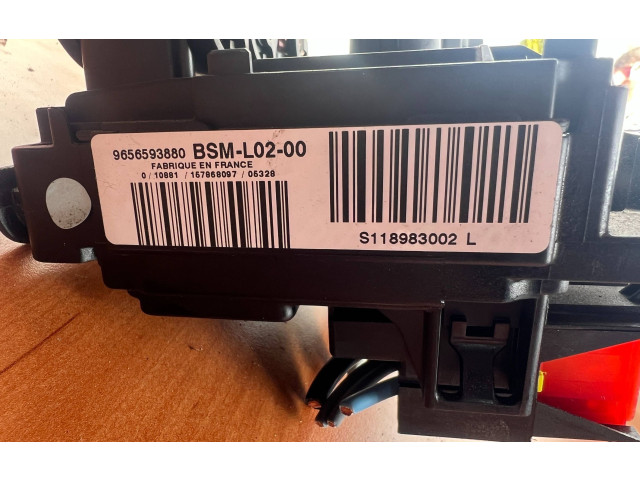 9656593880 BSM-L02-00
FABRIQUE EN FRANCE
0 / 10881 / 157868097 / 05328
S118983002 L